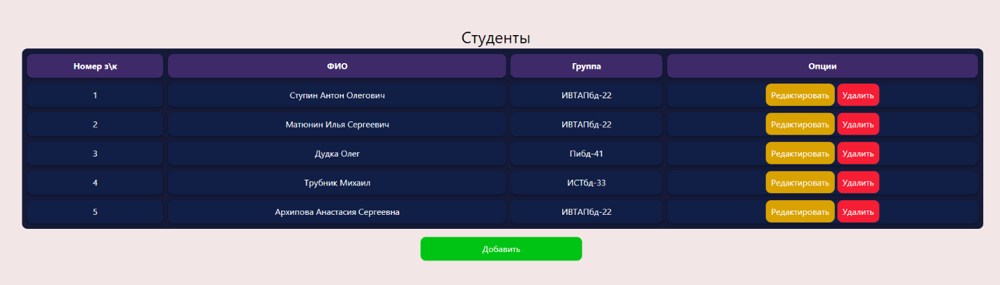 Студенты
Номер з\к ФИО Группа Опции
1 Ступин Антон Олегович ИВТАПбд-22 Редактировать Удалить
2 Матюнин Илья Сергеевич ИВТАПбд-22 Редактировать Удалить
3 Дудка Олег Пибд-41 Редактировать Удалить
4 Трубник Михаил ИСТбд-33 Редактировать Удалить
5 Архипова Анастасия Сергеевна ИВТАПбд-22 Редактировать Удалить
Добавить